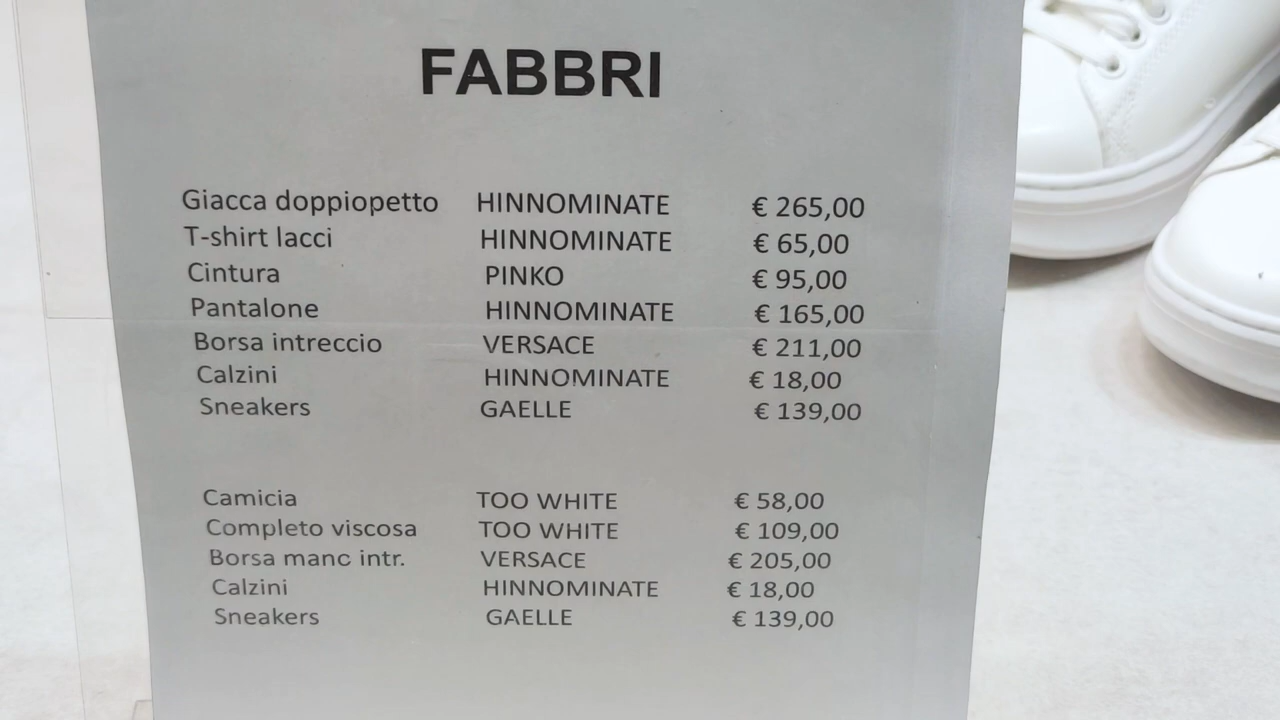 FABBRI
Giacca doppiopetto HINNOMINATE € 265,00
T-shirt lacci HINNOMINATE € 65,00
Cintura PINKO € 95,00
Pantalone HINNOMINATE € 165,00
Borsa intreccio VERSACE € 211,00
Calzini HINNOMINATE € 18,00
Sneakers GAELLE € 139,00
Camicia TOO WHITE € 58,00
Completo viscosa TOO WHITE € 109,00
Borsa manc intr. VERSACE € 205,00
Calzini HINNOMINATE € 18,00
Sneakers GAELLE € 139,00